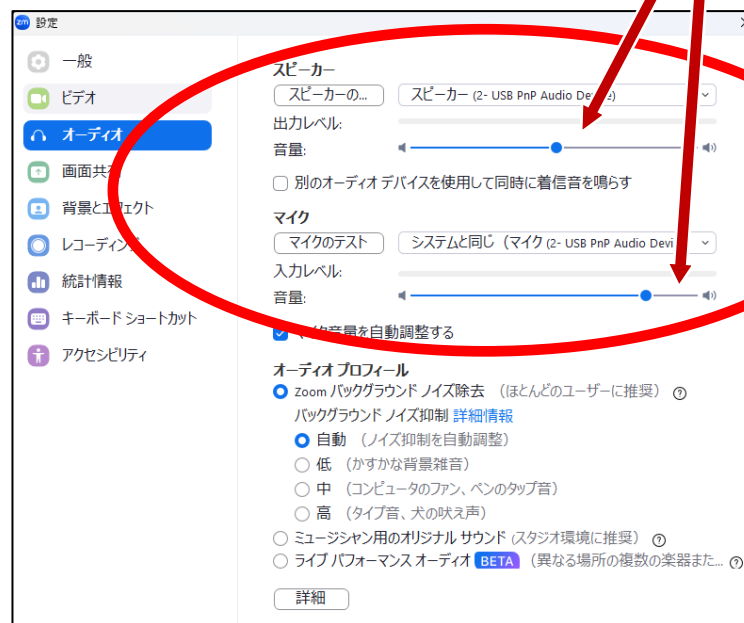 zm 設定
一般
ビデオ
オーディオ
画面共有
背景とエフェクト
レコーディング
統計情報
キーボード ショートカット
アクセシビリティ
スピーカー
スピーカーの... スピーカー (2- USB PnP Audio Device)
出力レベル:
音量:
別のオーディオ デバイスを使用して同時に着信音を鳴らす
マイク
マイクのテスト システムと同じ (マイク (2- USB PnP Audio Devi
入力レベル:
音量:
マイク音量を自動調整する
オーディオ プロフィール
Zoom バックグラウンド ノイズ除去 (ほとんどのユーザーに推奨) ?
バックグラウンド ノイズ抑制 詳細情報
自動 (ノイズ抑制を自動調整)
低 (かすかな背景雑音)
中 (コンピュータのファン、ペンのタップ音)
高 (タイプ音、犬の吠え声)
ミュージシャン用のオリジナル サウンド (スタジオ環境に推奨) ?
ライブ パフォーマンス オーディオ BETA (異なる場所の複数の楽器また... ?
詳細